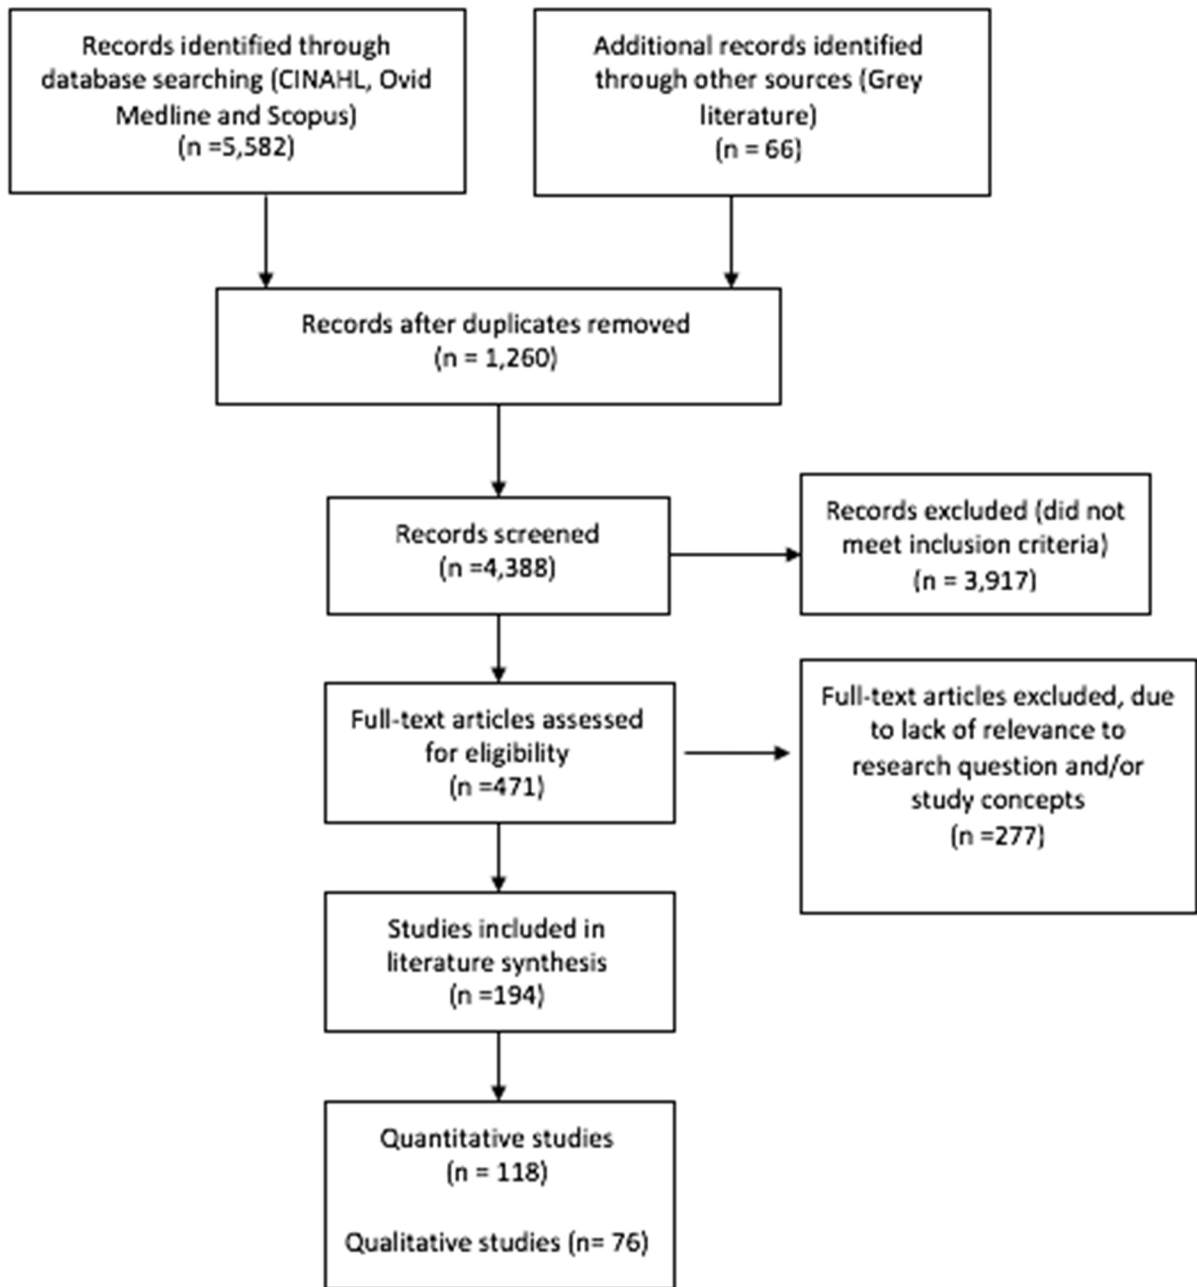 Records identified through
database searching (CINAHL, Ovid
Medline and Scopus)
(n =5,582)
Additional records identified
through other sources (Grey
literature)
(n = 66)
Records after duplicates removed
(n = 1,260)
Records screened
(n =4,388)
Records excluded (did not
meet inclusion criteria)
(n = 3,917)
Full-text articles assessed
for eligibility
(n =471)
Full-text articles excluded, due
to lack of relevance to
research question and/or
study concepts
(n =277)
Studies included in
literature synthesis
(n =194)
Quantitative studies
(n = 118)
Qualitative studies (n= 76)